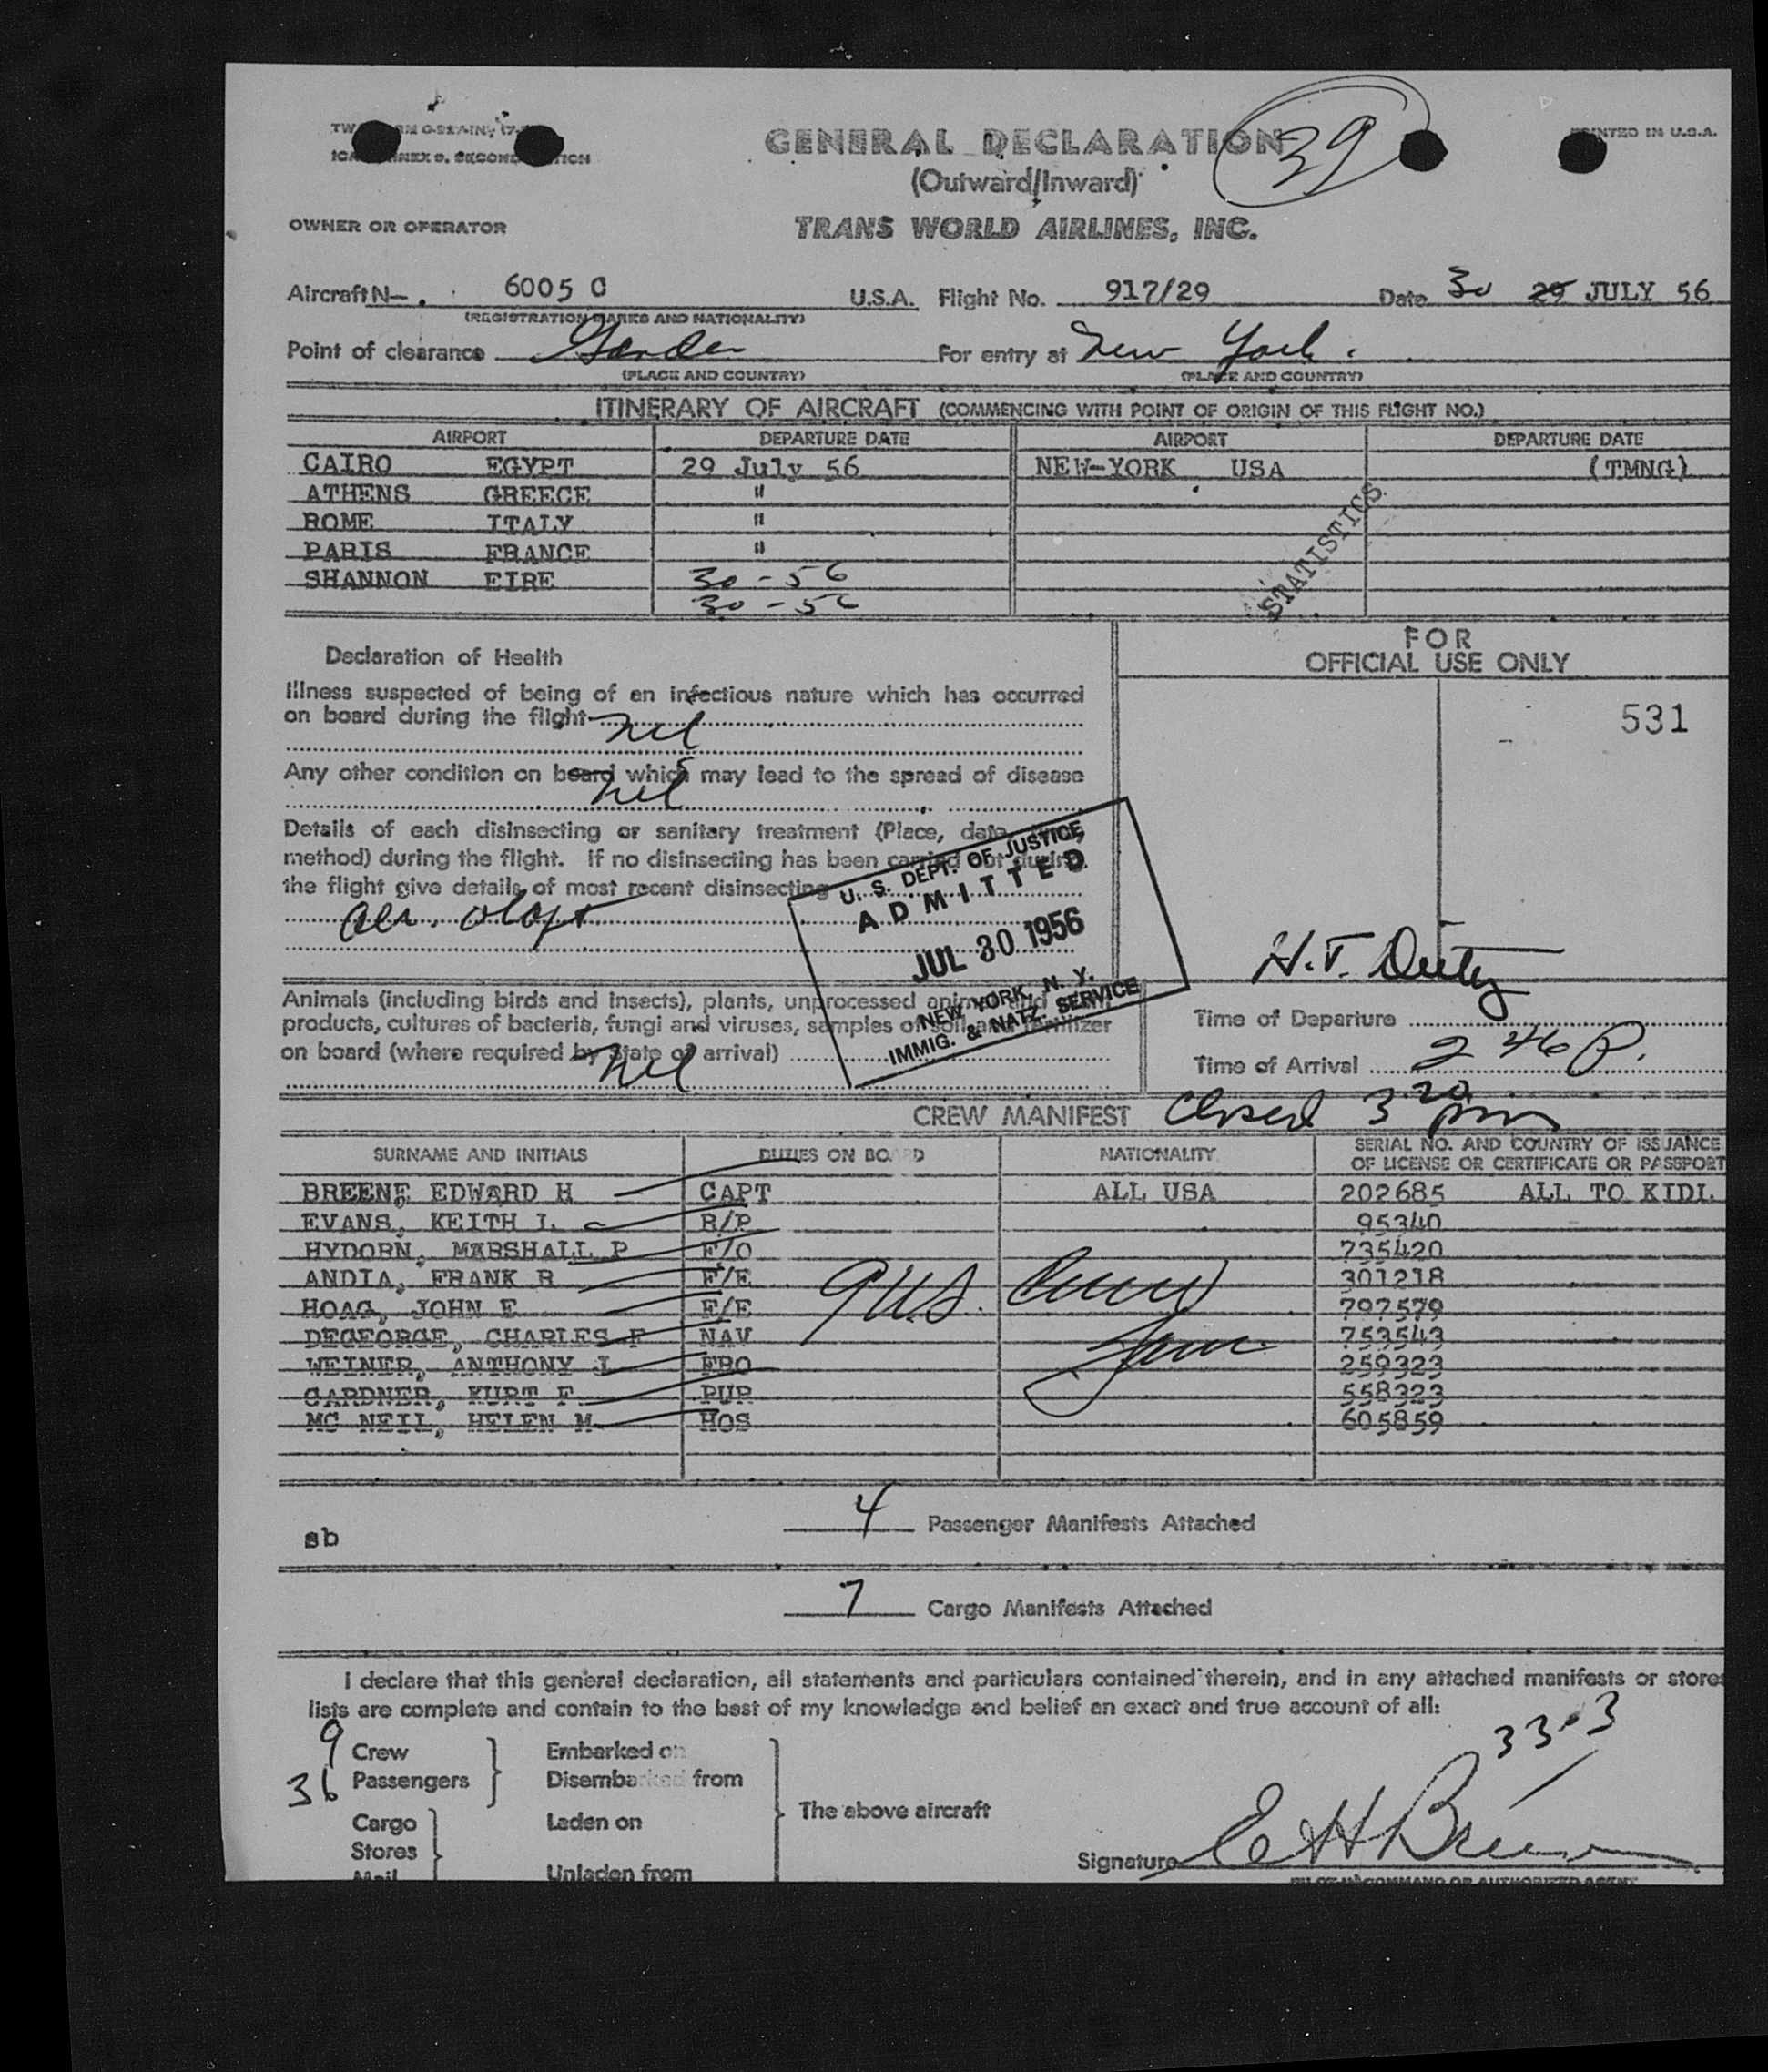 GENERAL DECLARATION
39
PRINTED IN U.S.A.
(Outward/Inward)
OWNER OR OPERATOR
TRANS WORLD AIRLINES, INC.
Aircraft N—. 6005 C U.S.A. Flight No. 917/29 Date 30 29 JULY 56
(REGISTRATION MARKS AND NATIONALITY)
Point of clearance Gander For entry at New York.
(PLACE AND COUNTRY) (PLACE AND COUNTRY)
ITINERARY OF AIRCRAFT (COMMENCING WITH POINT OF ORIGIN OF THIS FLIGHT NO.)
AIRPORT DEPARTURE DATE AIRPORT DEPARTURE DATE
CAIRO EGYPT 29 July 56 NEW-YORK USA (TMNG)
ATHENS GREECE "
ROME ITALY "
PARIS FRANCE "
SHANNON EIRE 30 - 56
30 - 56
STATISTICS
Declaration of Health
FOR
OFFICIAL USE ONLY
Illness suspected of being of an infectious nature which has occurred
on board during the flight nil
531
Any other condition on board which may lead to the spread of disease
nil
Details of each disinsecting or sanitary treatment (Place, date, time,
method) during the flight. If no disinsecting has been carried out during
the flight give details of most recent disinsecting
U. S. DEPT. OF JUSTICE
ADMITTED
JUL 30 1956
NEW YORK, N. Y.
IMMIG. & NATZ. SERVICE
Animals (including birds and insects), plants, unprocessed animal and
products, cultures of bacteria, fungi and viruses, samples of soil and fertilizer
on board (where required by State of arrival) nil
H.T. Duty
Time of Departure
Time of Arrival 2 46 P.
CREW MANIFEST Closed 3 20 pm
SURNAME AND INITIALS DUTIES ON BOARD NATIONALITY SERIAL NO. AND COUNTRY OF ISSUANCE
OF LICENSE OR CERTIFICATE OR PASSPORT
BREENE EDWARD H CAPT ALL USA 202685 ALL TO KIDL
EVANS, KEITH L R/P 95340
HYDORN, MARSHALL P F/O 735420
ANDIA, FRANK R F/E 301218
HOAG, JOHN E F/E 797579
DEGEORGE, CHARLES F NAV 753543
WEINER, ANTHONY J FRO 259323
GARDNER, KURT F PUR 558323
MC NEIL, HELEN M HOS 605859
9 U.S.
4 Passenger Manifests Attached
sb
7 Cargo Manifests Attached
I declare that this general declaration, all statements and particulars contained therein, and in any attached manifests or stores
lists are complete and contain to the best of my knowledge and belief an exact and true account of all:
33-3
9 Crew Embarked on
36 Passengers Disembarked from
The above aircraft
Cargo Laden on
Stores
Mail Unladen from
Signature E H Breene